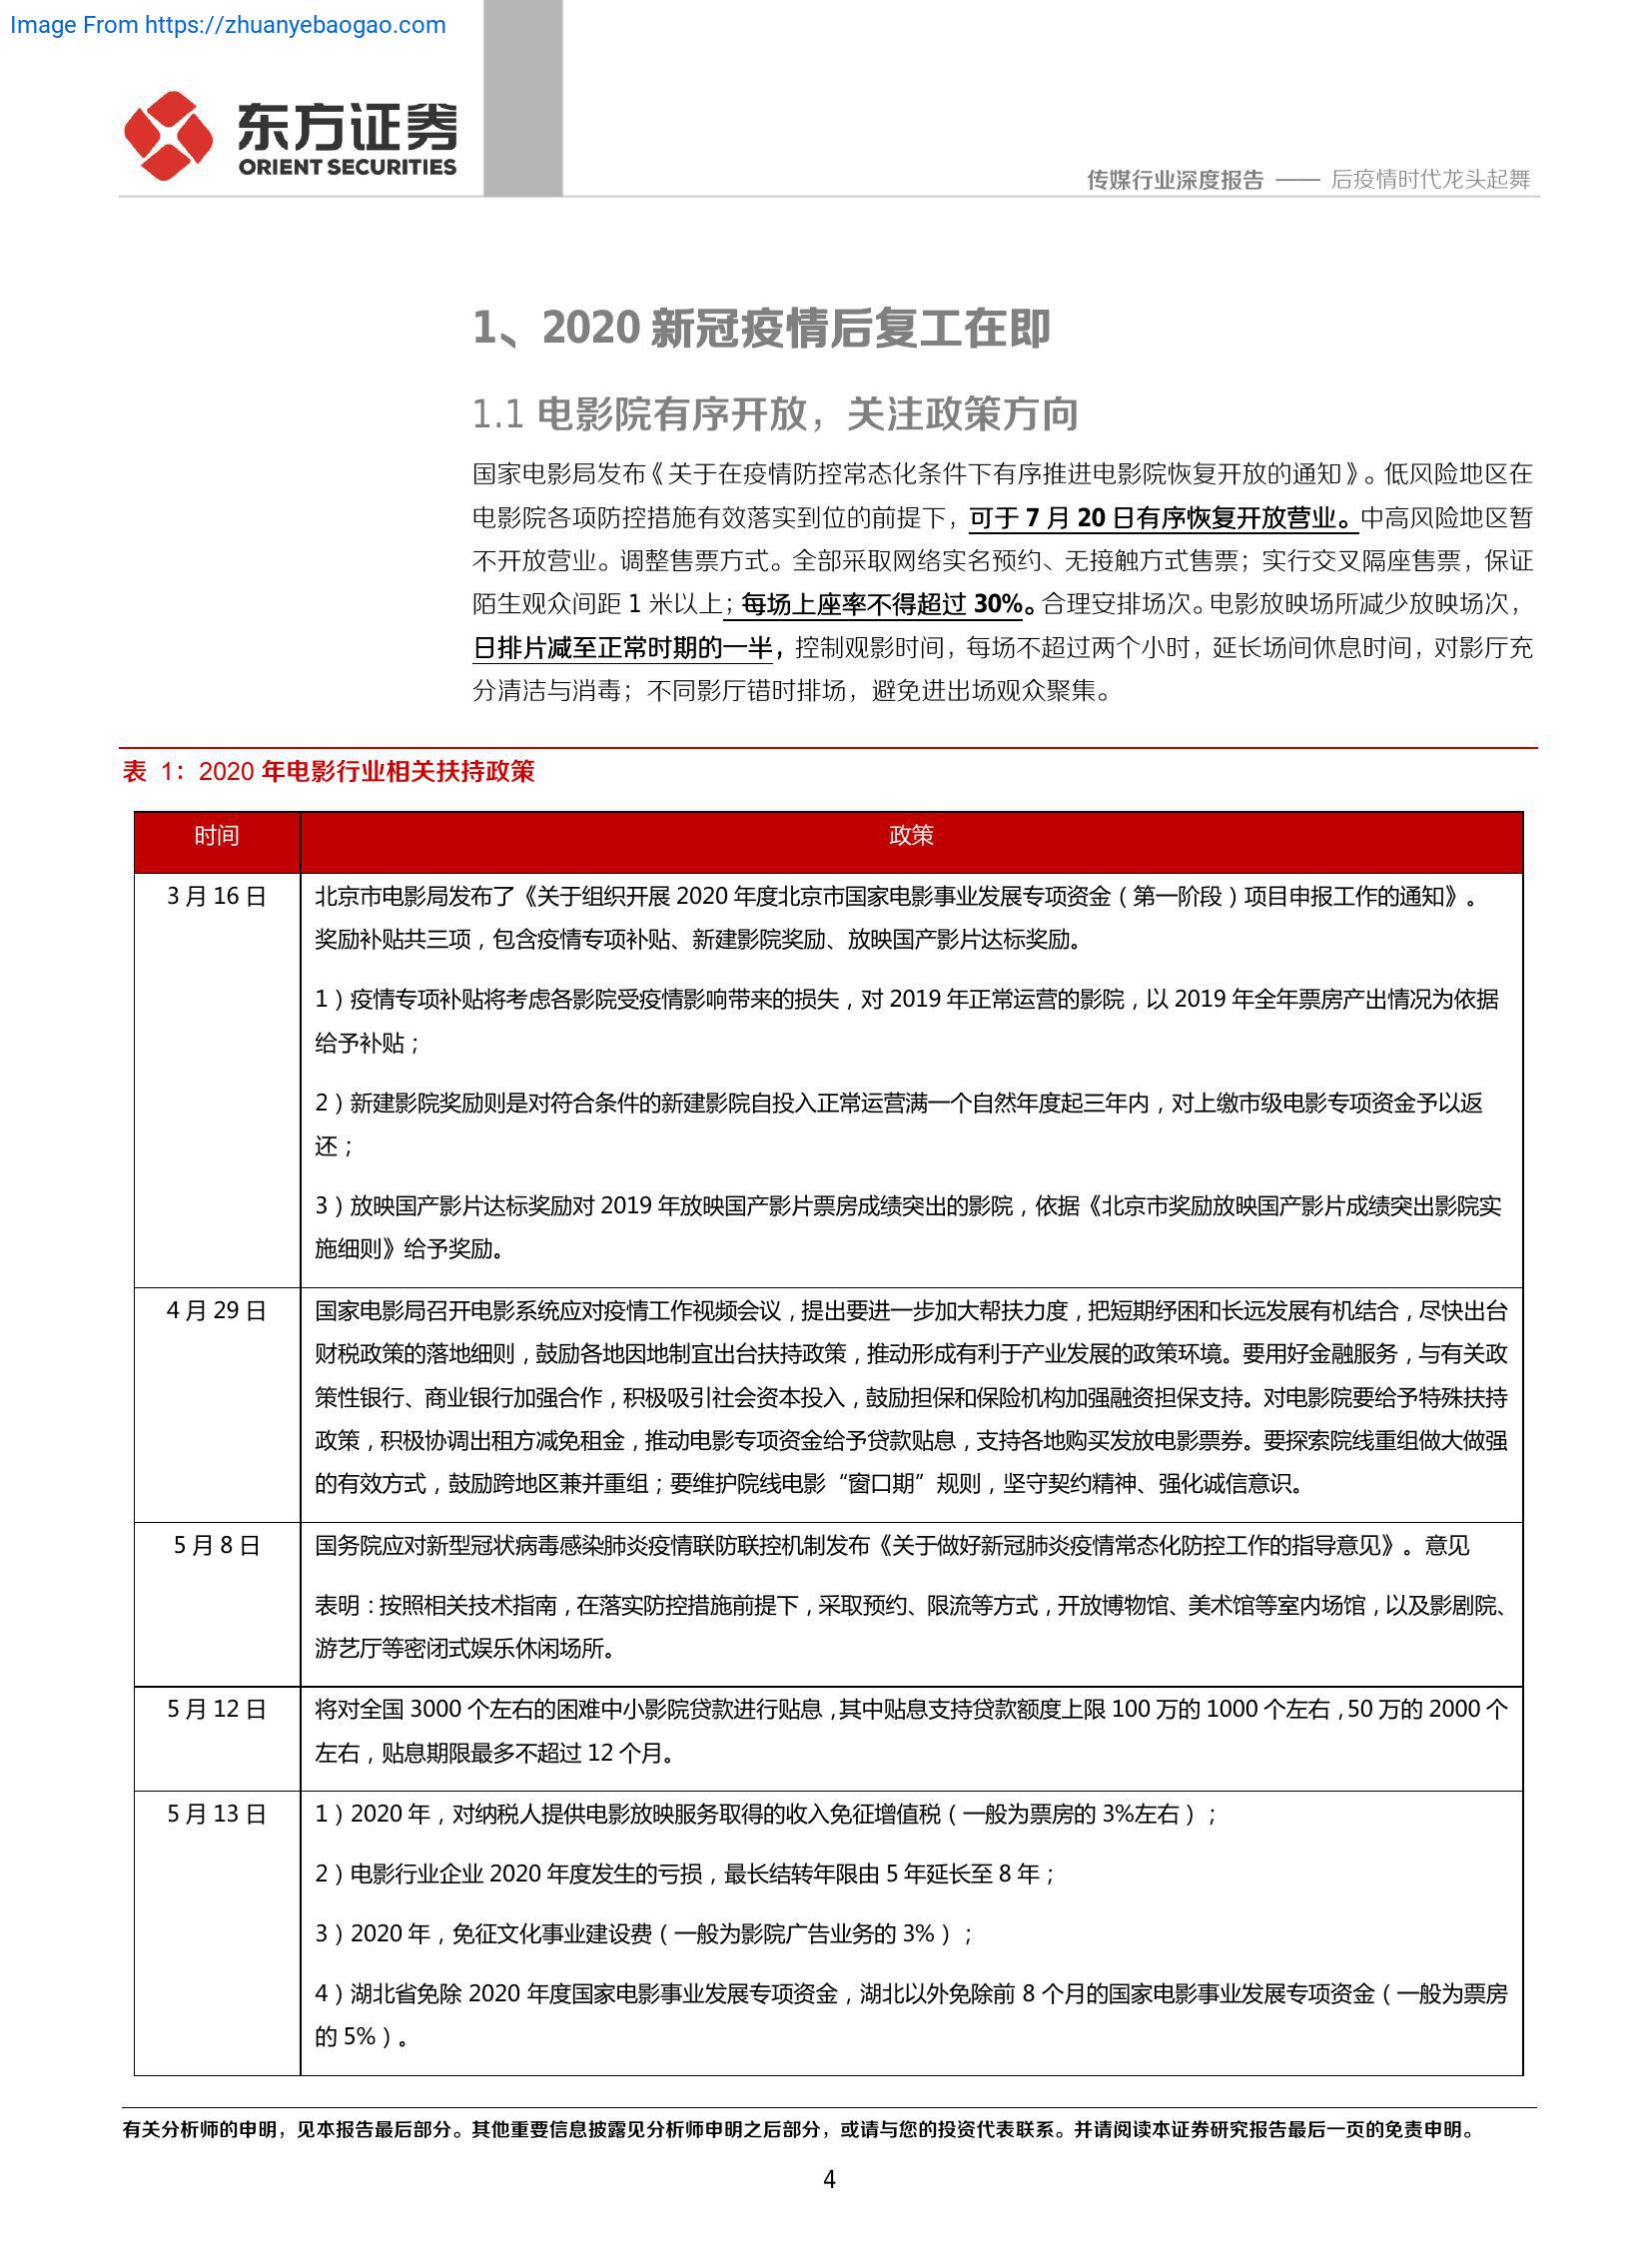 Image From https://zhuanyebaogao.com
东方证券
ORIENT SECURITIES
传媒行业深度报告 —— 后疫情时代龙头起舞
1、2020 新冠疫情后复工在即
1.1 电影院有序开放，关注政策方向
国家电影局发布《关于在疫情防控常态化条件下有序推进电影院恢复开放的通知》。低风险地区在
电影院各项防控措施有效落实到位的前提下，可于 7 月 20 日有序恢复开放营业。中高风险地区暂
不开放营业。调整售票方式。全部采取网络实名预约、无接触方式售票；实行交叉隔座售票，保证
陌生观众间距 1 米以上；每场上座率不得超过 30%。合理安排场次。电影放映场所减少放映场次，
日排片减至正常时期的一半，控制观影时间，每场不超过两个小时，延长场间休息时间，对影厅充
分清洁与消毒；不同影厅错时排场，避免进出场观众聚集。
表 1：2020 年电影行业相关扶持政策
时间 政策
3 月 16 日 北京市电影局发布了《关于组织开展 2020 年度北京市国家电影事业发展专项资金（第一阶段）项目申报工作的通知》。
奖励补贴共三项，包含疫情专项补贴、新建影院奖励、放映国产影片达标奖励。
1）疫情专项补贴将考虑各影院受疫情影响带来的损失，对 2019 年正常运营的影院，以 2019 年全年票房产出情况为依据
给予补贴；
2）新建影院奖励则是对符合条件的新建影院自投入正常运营满一个自然年度起三年内，对上缴市级电影专项资金予以返
还；
3）放映国产影片达标奖励对 2019 年放映国产影片票房成绩突出的影院，依据《北京市奖励放映国产影片成绩突出影院实
施细则》给予奖励。
4 月 29 日 国家电影局召开电影系统应对疫情工作视频会议，提出要进一步加大帮扶力度，把短期纾困和长远发展有机结合，尽快出台
财税政策的落地细则，鼓励各地因地制宜出台扶持政策，推动形成有利于产业发展的政策环境。要用好金融服务，与有关政
策性银行、商业银行加强合作，积极吸引社会资本投入，鼓励担保和保险机构加强融资担保支持。对电影院要给予特殊扶持
政策，积极协调出租方减免租金，推动电影专项资金给予贷款贴息，支持各地购买发放电影票券。要探索院线重组做大做强
的有效方式，鼓励跨地区兼并重组；要维护院线电影“窗口期”规则，坚守契约精神、强化诚信意识。
5 月 8 日 国务院应对新型冠状病毒感染肺炎疫情联防联控机制发布《关于做好新冠肺炎疫情常态化防控工作的指导意见》。意见
表明：按照相关技术指南，在落实防控措施前提下，采取预约、限流等方式，开放博物馆、美术馆等室内场馆，以及影剧院、
游艺厅等密闭式娱乐休闲场所。
5 月 12 日 将对全国 3000 个左右的困难中小影院贷款进行贴息，其中贴息支持贷款额度上限 100 万的 1000 个左右，50 万的 2000 个
左右，贴息期限最多不超过 12 个月。
5 月 13 日 1）2020 年，对纳税人提供电影放映服务取得的收入免征增值税（一般为票房的 3%左右）；
2）电影行业企业 2020 年度发生的亏损，最长结转年限由 5 年延长至 8 年；
3）2020 年，免征文化事业建设费（一般为影院广告业务的 3%）；
4）湖北省免除 2020 年度国家电影事业发展专项资金，湖北以外免除前 8 个月的国家电影事业发展专项资金（一般为票房
的 5%）。
有关分析师的申明，见本报告最后部分。其他重要信息披露见分析师申明之后部分，或请与您的投资代表联系。并请阅读本证券研究报告最后一页的免责申明。
4